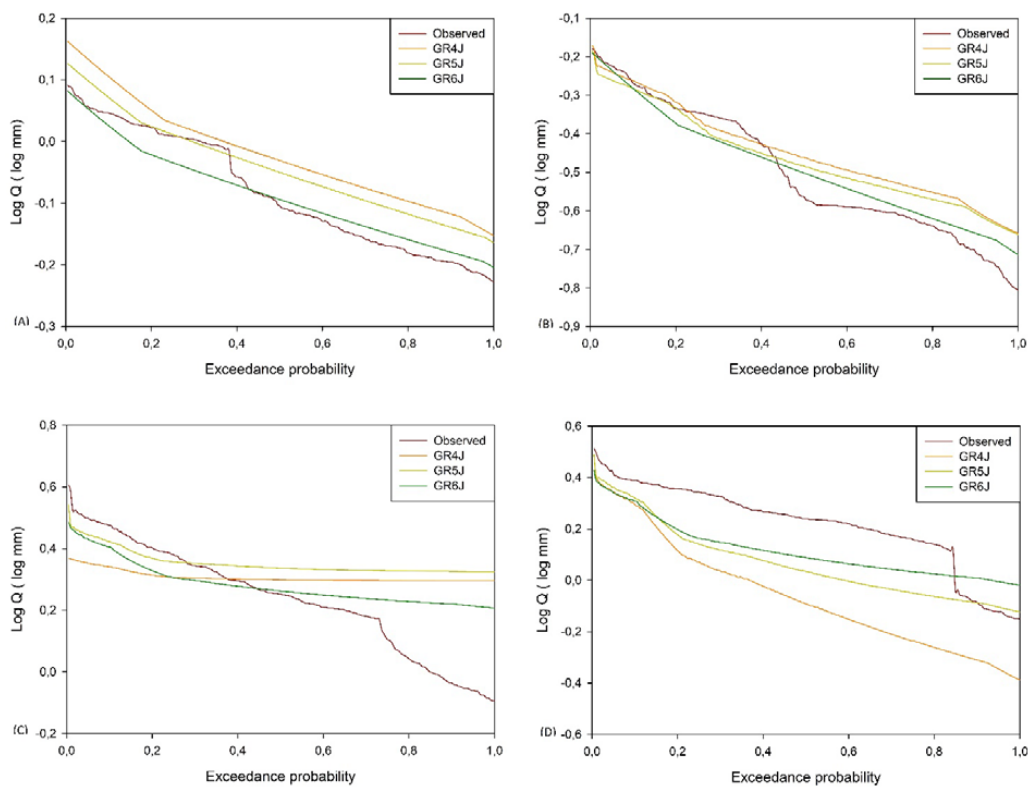 0,2
0,1
0,0
-0,1
-0,2
-0,3
Log Q ( log mm)
Observed
GR4J
GR5J
GR6J
(A)
0,0 0,2 0,4 0,6 0,8 1,0
Exceedance probability
-0,1
-0,2
-0,3
-0,4
-0,5
-0,6
-0,7
-0,8
-0,9
Log Q ( log mm)
Observed
GR4J
GR5J
GR6J
(B)
0,0 0,2 0,4 0,6 0,8 1,0
Exceedance probability
0,8
0,6
0,4
0,2
0,0
-0,2
Log Q ( log mm)
Observed
GR4J
GR5J
GR6J
(C)
0,0 0,2 0,4 0,6 0,8 1,0
Exceedance probability
0,6
0,4
0,2
0,0
-0,2
-0,4
-0,6
Log Q ( log mm)
Observed
GR4J
GR5J
GR6J
(D)
0,0 0,2 0,4 0,6 0,8 1,0
Exceedance probability